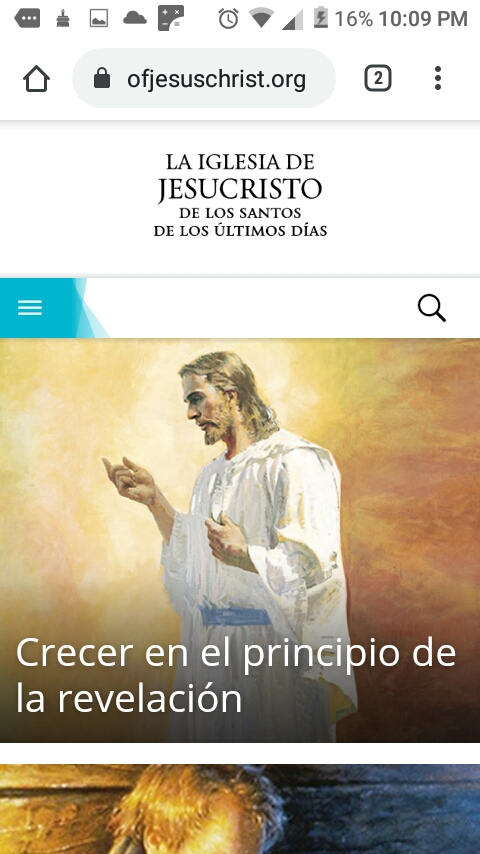 16% 10:09 PM
ofjesuschrist.org
2
LA IGLESIA DE
JESUCRISTO
DE LOS SANTOS
DE LOS ÚLTIMOS DÍAS
Crecer en el principio de
la revelación